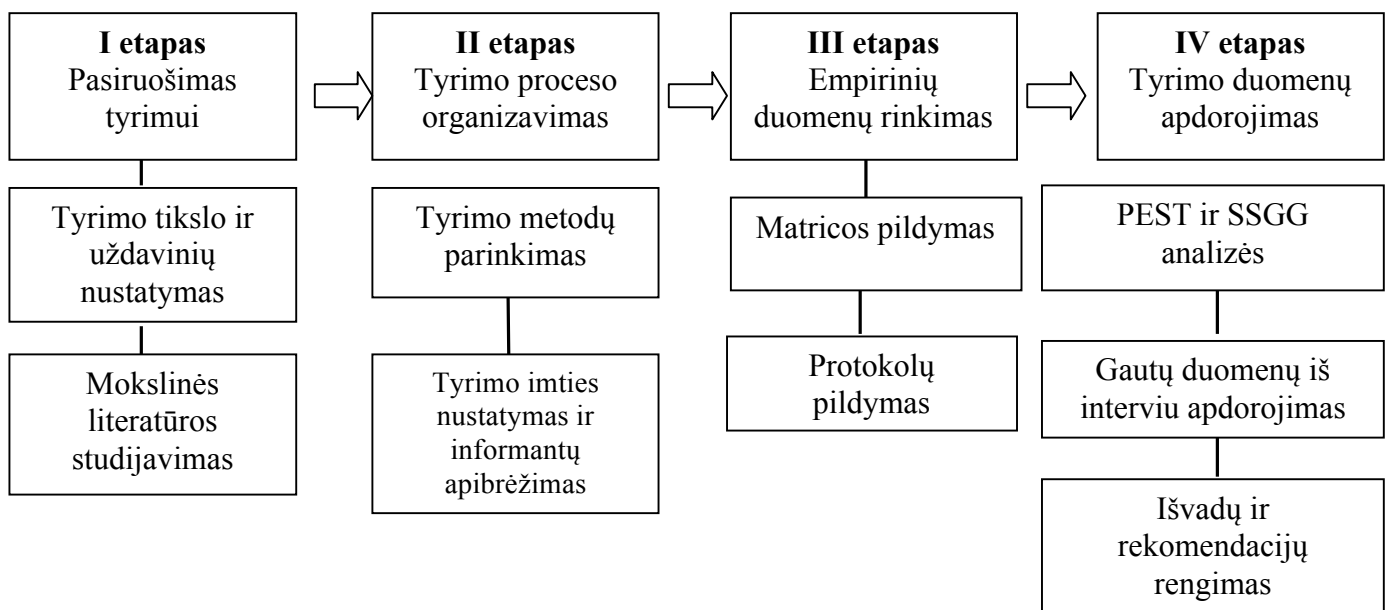 I etapas
Pasiruošimas
tyrimui
II etapas
Tyrimo proceso
organizavimas
III etapas
Empirinių
duomenų rinkimas
IV etapas
Tyrimo duomenų
apdorojimas
Tyrimo tikslo ir
uždavinių
nustatymas
Tyrimo metodų
parinkimas
Matricos pildymas
PEST ir SSGG
analizės
Mokslinės
literatūros
studijavimas
Tyrimo imties
nustatymas ir
informantų
apibrėžimas
Protokolų
pildymas
Gautų duomenų iš
interviu apdorojimas
Išvadų ir
rekomendacijų
rengimas